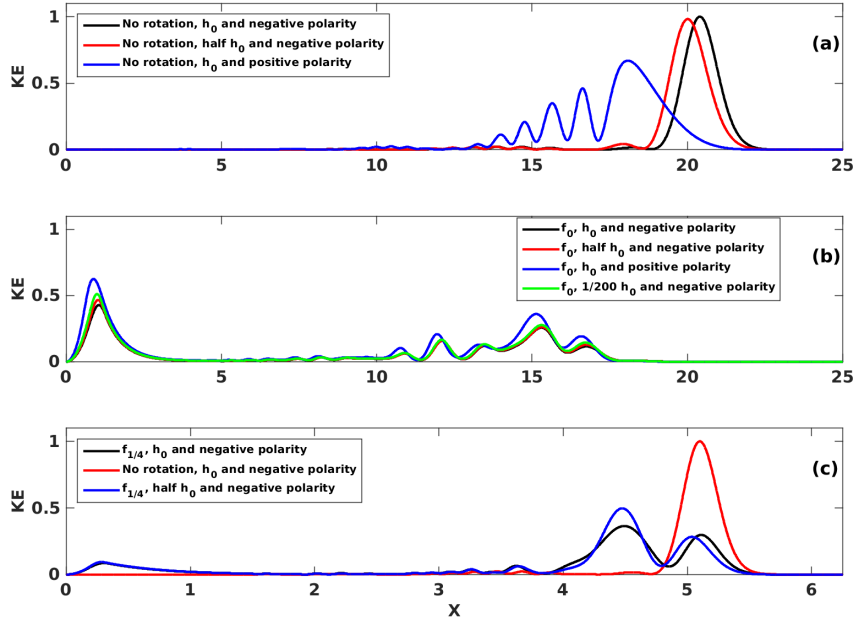 1
0.5
0
KE
No rotation, h0 and negative polarity
No rotation, half h0 and negative polarity
No rotation, h0 and positive polarity
(a)
0 5 10 15 20 25
1
0.5
0
KE
f0, h0 and negative polarity
f0, half h0 and negative polarity
f0, h0 and positive polarity
f0, 1/200 h0 and negative polarity
(b)
0 5 10 15 20 25
1
0.5
0
KE
f1/4, h0 and negative polarity
No rotation, h0 and negative polarity
f1/4, half h0 and negative polarity
(c)
0 1 2 3 4 5 6
X